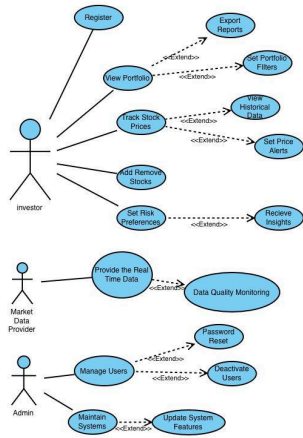 Register
Export
Reports
<<Extend>>
View Portfolio
<<Extend>>
Set Portfolio
Filters
Track Stock
Prices
<<Extend>>
View
Historical
Data
<<Extend>>
Set Price
Alerts
investor
Add Remove
Stocks
Set Risk
Preferences
<<Extend>>
Recieve
Insights
Market
Data
Provider
Provide the Real
Time Data
<<Extend>>
Data Quality Monitoring
Password
Reset
<<Extend>>
Manage Users
<<Extend>>
Deactivate
Users
Admin
Maintain
Systems
<<Extend>>
Update System
Features